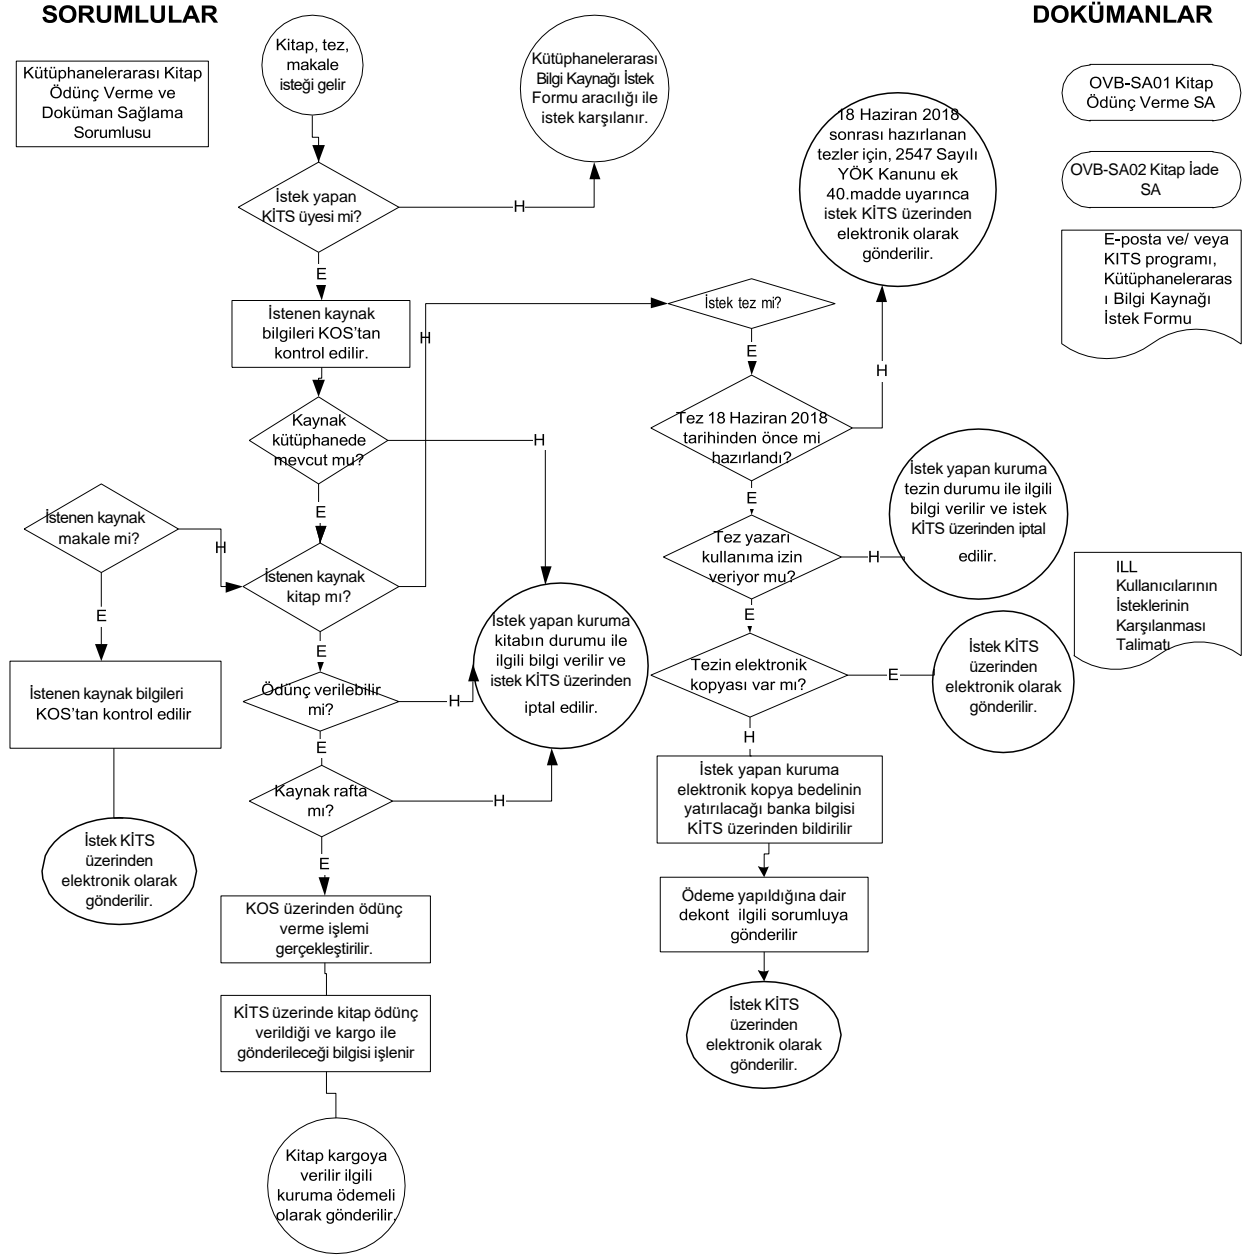 SORUMLULAR
DOKÜMANLAR
Kütüphanelerarası Kitap
Ödünç Verme ve
Doküman Sağlama
Sorumlusu
Kitap, tez,
makale
isteği gelir
Kütüphanelerarası
Bilgi Kaynağı İstek
Formu aracılığı ile
istek karşılanır.
18 Haziran 2018
sonrası hazırlanan
tezler için, 2547 Sayılı
YÖK Kanunu ek
40.madde uyarınca
istek KİTS üzerinden
elektronik olarak
gönderilir.
OVB-SA01 Kitap
Ödünç Verme SA
OVB-SA02 Kitap İade
SA
E-posta ve/ veya
KITS programı,
Kütüphaneleraras
ı Bilgi Kaynağı
İstek Formu
İstek yapan
KİTS üyesi mi?
H
E
İstenen kaynak
bilgileri KOS’tan
kontrol edilir.
H
İstek tez mi?
E
H
Kaynak
kütüphanede
mevcut mu?
H
E
Tez 18 Haziran 2018
tarihinden önce mi
hazırlandı?
E
İstek yapan kuruma
tezin durumu ile ilgili
bilgi verilir ve istek
KİTS üzerinden iptal
edilir.
İstenen kaynak
makale mi?
H
E
İstenen kaynak
kitap mı?
E
Tez yazarı
kullanıma izin
veriyor mu?
H
E
ILL
Kullanıcılarının
İsteklerinin
Karşılanması
Talimatı
İstek yapan kuruma
kitabın durumu ile
ilgili bilgi verilir ve
istek KİTS üzerinden
iptal edilir.
Tezin elektronik
kopyası var mı?
E
H
İstek KİTS
üzerinden
elektronik olarak
gönderilir.
İstenen kaynak bilgileri
KOS’tan kontrol edilir
Ödünç verilebilir
mi?
H
E
Kaynak rafta
mı?
H
E
İstek yapan kuruma
elektronik kopya bedelinin
yatırılacağı banka bilgisi
KİTS üzerinden bildirilir
İstek KİTS
üzerinden
elektronik olarak
gönderilir.
KOS üzerinden ödünç
verme işlemi
gerçekleştirilir.
Ödeme yapıldığına dair
dekont ilgili sorumluya
gönderilir
KİTS üzerinde kitap ödünç
verildiği ve kargo ile
gönderileceği bilgisi işlenir
İstek KİTS
üzerinden
elektronik olarak
gönderilir.
Kitap kargoya
verilir ilgili
kuruma ödemeli
olarak gönderilir.